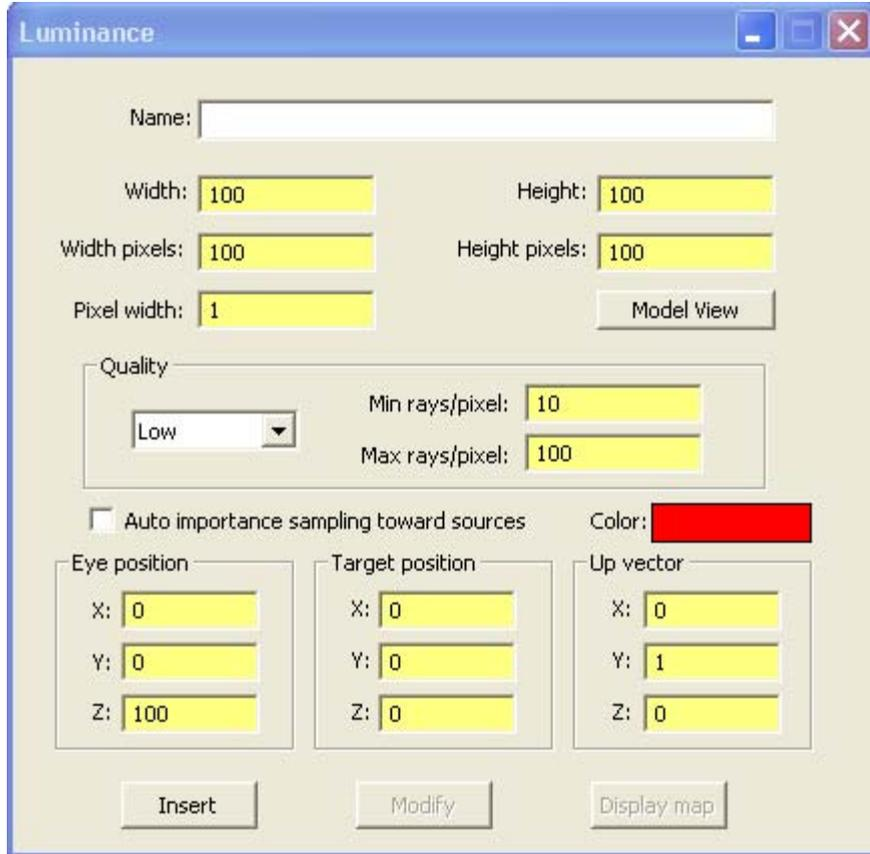 Luminance
Name:
Width: 100 Height: 100
Width pixels: 100 Height pixels: 100
Pixel width: 1 Model View
Quality
Low Min rays/pixel: 10
Max rays/pixel: 100
Auto importance sampling toward sources Color:
Eye position Target position Up vector
X: 0 X: 0 X: 0
Y: 0 Y: 0 Y: 1
Z: 100 Z: 0 Z: 0
Insert Modify Display map